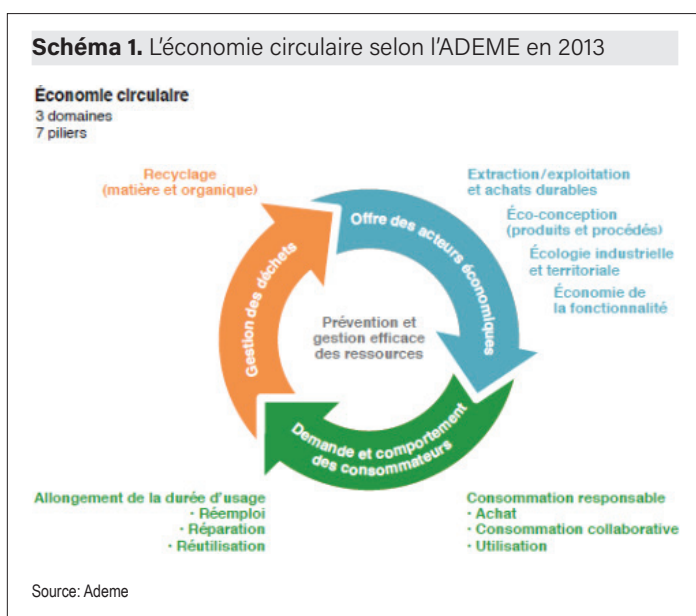 Schéma 1. L'économie circulaire selon l'ADEME en 2013
Économie circulaire
3 domaines
7 piliers
Recyclage
(matière et organique)
Extraction/exploitation
et achats durables
Éco-conception
(produits et procédés)
Écologie industrielle
et territoriale
Économie de
la fonctionnalité
Offre des acteurs économiques
Gestion des déchets
Prévention et
gestion efficace
des ressources
Demande et comportement
des consommateurs
Allongement de la durée d'usage
· Réemploi
· Réparation
· Réutilisation
Consommation responsable
· Achat
· Consommation collaborative
· Utilisation
Source: Ademe